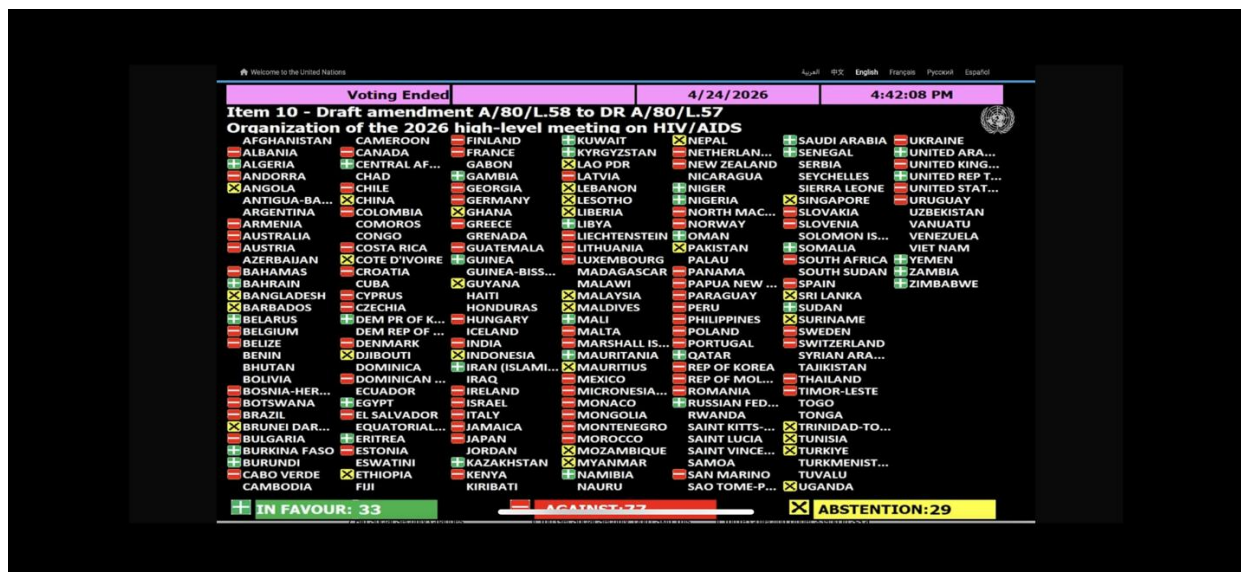 Welcome to the United Nations العربية 中文 English Français Русский Español
Voting Ended 4/24/2026 4:42:08 PM
Item 10 - Draft amendment A/80/L.58 to DR A/80/L.57
Organization of the 2026 high-level meeting on HIV/AIDS
AFGHANISTAN CAMEROON FINLAND KUWAIT NEPAL SAUDI ARABIA UKRAINE
ALBANIA CANADA FRANCE KYRGYZSTAN NETHERLAN... SENEGAL UNITED ARA...
ALGERIA CENTRAL AF... GABON LAO PDR NEW ZEALAND SERBIA UNITED KING...
ANDORRA CHAD GAMBIA LATVIA NICARAGUA SEYCHELLES UNITED REP T...
ANGOLA CHILE GEORGIA LEBANON NIGER SIERRA LEONE UNITED STAT...
ANTIGUA-BA... CHINA GERMANY LESOTHO NIGERIA SINGAPORE URUGUAY
ARGENTINA COLOMBIA GHANA LIBERIA NORTH MAC... SLOVAKIA UZBEKISTAN
ARMENIA COMOROS GREECE LIBYA NORWAY SLOVENIA VANUATU
AUSTRALIA CONGO GRENADA LIECHTENSTEIN OMAN SOLOMON IS... VENEZUELA
AUSTRIA COSTA RICA GUATEMALA LITHUANIA PAKISTAN SOMALIA VIET NAM
AZERBAIJAN COTE D'IVOIRE GUINEA LUXEMBOURG PALAU SOUTH AFRICA YEMEN
BAHAMAS CROATIA GUINEA-BISS... MADAGASCAR PANAMA SOUTH SUDAN ZAMBIA
BAHRAIN CUBA GUYANA MALAWI PAPUA NEW ... SPAIN ZIMBABWE
BANGLADESH CYPRUS HAITI MALAYSIA PARAGUAY SRI LANKA
BARBADOS CZECHIA HONDURAS MALDIVES PERU SUDAN
BELARUS DEM PR OF K... HUNGARY MALI PHILIPPINES SURINAME
BELGIUM DEM REP OF ... ICELAND MALTA POLAND SWEDEN
BELIZE DENMARK INDIA MARSHALL IS... PORTUGAL SWITZERLAND
BENIN DJIBOUTI INDONESIA MAURITANIA QATAR SYRIAN ARA...
BHUTAN DOMINICA IRAN (ISLAMI... MAURITIUS REP OF KOREA TAJIKISTAN
BOLIVIA DOMINICAN ... IRAQ MEXICO REP OF MOL... THAILAND
BOSNIA-HER... ECUADOR IRELAND MICRONESIA... ROMANIA TIMOR-LESTE
BOTSWANA EGYPT ISRAEL MONACO RUSSIAN FED... TOGO
BRAZIL EL SALVADOR ITALY MONGOLIA RWANDA TONGA
BRUNEI DAR... EQUATORIAL... JAMAICA MONTENEGRO SAINT KITTS-... TRINIDAD-TO...
BULGARIA ERITREA JAPAN MOROCCO SAINT LUCIA TUNISIA
BURKINA FASO ESTONIA JORDAN MOZAMBIQUE SAINT VINCE... TURKIYE
BURUNDI ESWATINI KAZAKHSTAN MYANMAR SAMOA TURKMENIST...
CABO VERDE ETHIOPIA KENYA NAMIBIA SAN MARINO TUVALU
CAMBODIA FIJI KIRIBATI NAURU SAO TOME-P... UGANDA
IN FAVOUR: 33 AGAINST:77 ABSTENTION:29